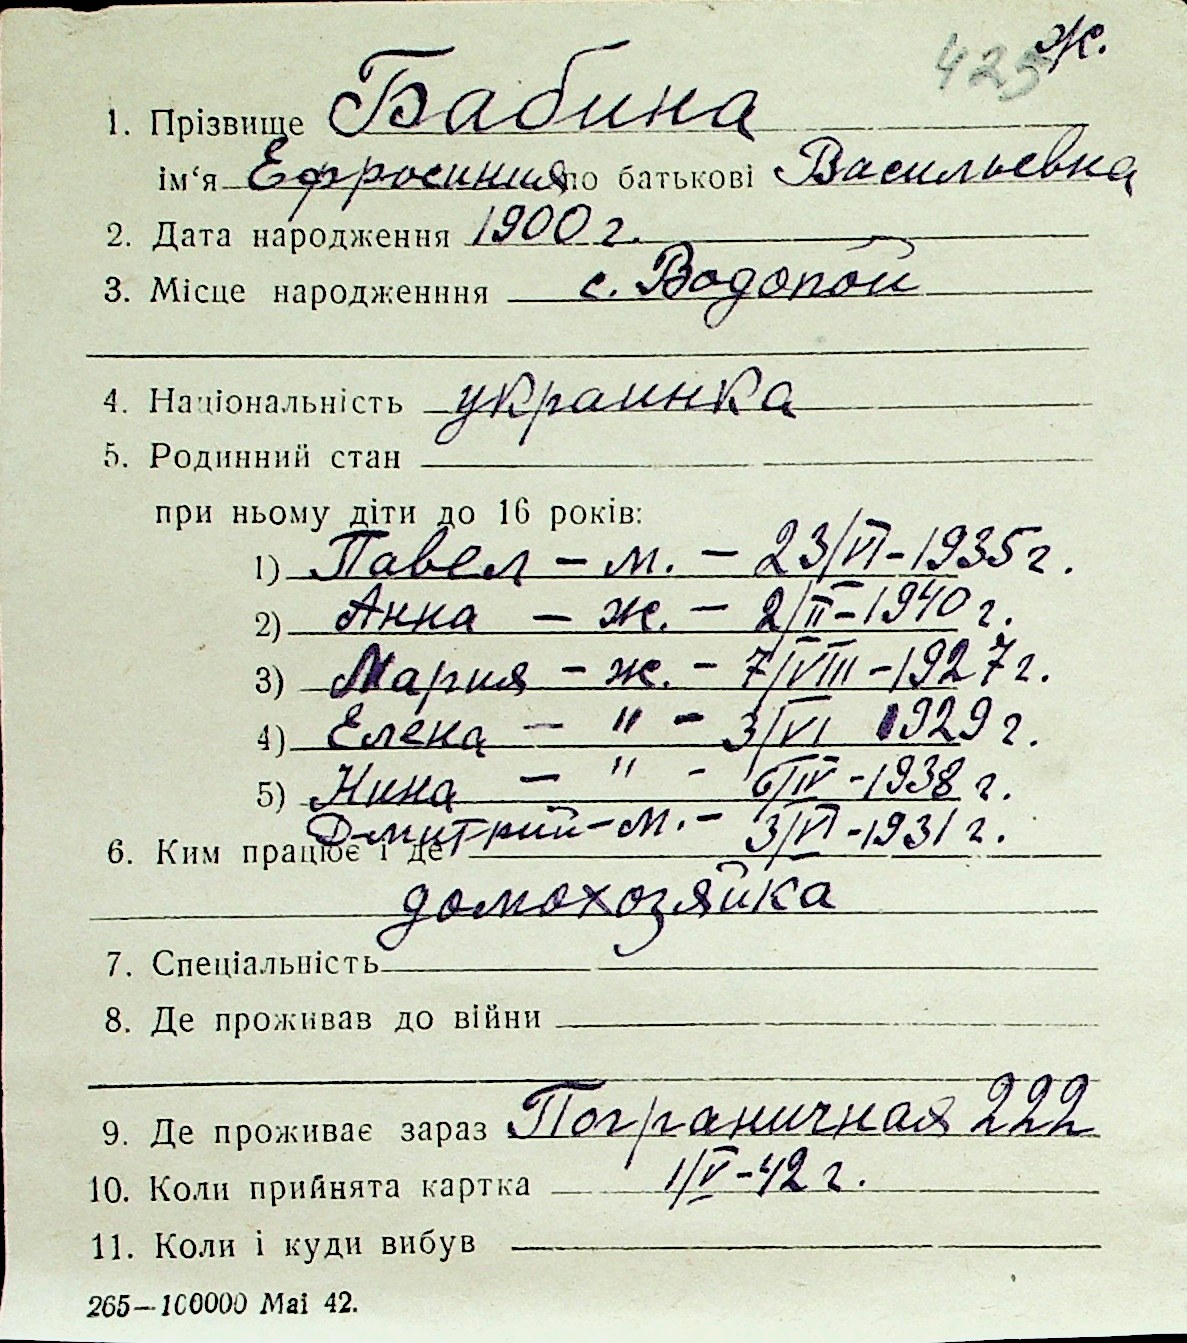 425 ж.
1. Прізвище Бабина
ім‘я Ефросиния по батькові Васильевна
2. Дата народження 1900 г.
3. Місце народженння с. Водопой
4. Національність украинка
5. Родинний стан
при ньому діти до 16 років:
1) Павел – м. – 23/VI – 1935 г.
2) Анна – ж. – 2/II – 1940 г.
3) Мария – ж. – 7/VIII – 1927 г.
4) Елена – " – 3/VI 1929 г.
5) Нина – " – 6/IV – 1938 г.
Дмитрий – м. – 3/VI – 1931 г.
6. Ким працює і де
домохозяйка
7. Спеціальність
8. Де проживав до війни
9. Де проживає зараз Пограничная 222
10. Коли прийнята картка 1/V – 42 г.
11. Коли і куди вибув
265—100000 Mai 42.